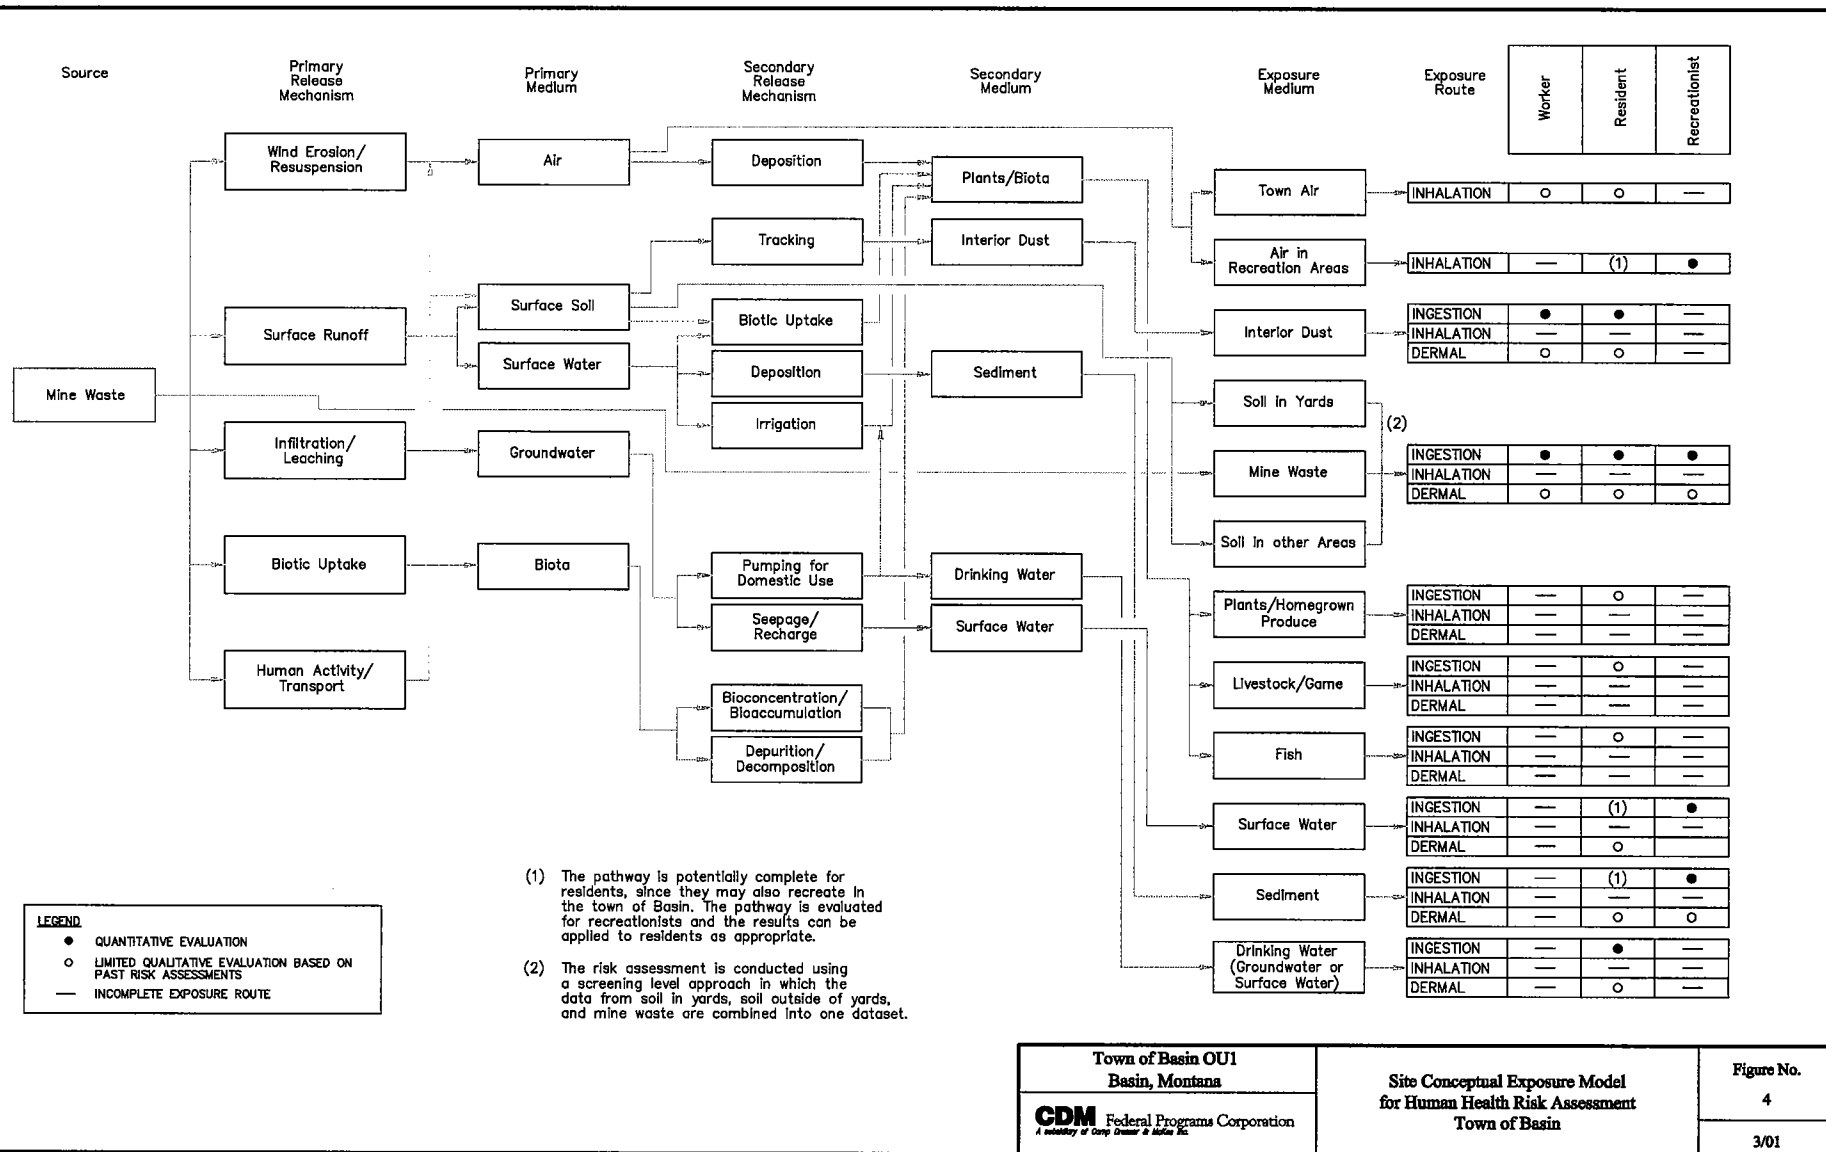 Source
Primary
Release
Mechanism
Primary
Medium
Secondary
Release
Mechanism
Secondary
Medium
Exposure
Medium
Exposure
Route
Worker
Resident
Recreationist
Wind Erosion/
Resuspension
Air
Deposition
Plants/Biota
Town Air
INHALATION
Tracking
Interior Dust
Air in
Recreation Areas
INHALATION (1)
Surface Runoff
Surface Soil
Biotic Uptake
Interior Dust
INGESTION
INHALATION
DERMAL
Surface Water
Deposition
Sediment
Mine Waste
Irrigation
Soil in Yards
(2)
Infiltration/
Leaching
Groundwater
Mine Waste
INGESTION
INHALATION
DERMAL
Soil in other Areas
Biotic Uptake
Biota
Pumping for
Domestic Use
Drinking Water
Plants/Homegrown
Produce
INGESTION
INHALATION
DERMAL
Seepage/
Recharge
Surface Water
Human Activity/
Transport
Bioconcentration/
Bioaccumulation
Livestock/Game
INGESTION
INHALATION
DERMAL
Depurition/
Decomposition
Fish
INGESTION
INHALATION
DERMAL
Surface Water
INGESTION (1)
INHALATION
DERMAL
Sediment
INGESTION (1)
INHALATION
DERMAL
Drinking Water
(Groundwater or
Surface Water)
INGESTION
INHALATION
DERMAL
(1) The pathway is potentially complete for
residents, since they may also recreate in
the town of Basin. The pathway is evaluated
for recreationists and the results can be
applied to residents as appropriate.
(2) The risk assessment is conducted using
a screening level approach in which the
data from soil in yards, soil outside of yards,
and mine waste are combined into one dataset.
LEGEND
QUANTITATIVE EVALUATION
LIMITED QUALITATIVE EVALUATION BASED ON
PAST RISK ASSESSMENTS
INCOMPLETE EXPOSURE ROUTE
Town of Basin OU1
Basin, Montana
CDM Federal Programs Corporation
A subsidiary of Camp Dresser & McKee Inc.
Site Conceptual Exposure Model
for Human Health Risk Assessment
Town of Basin
Figure No.
4
3/01